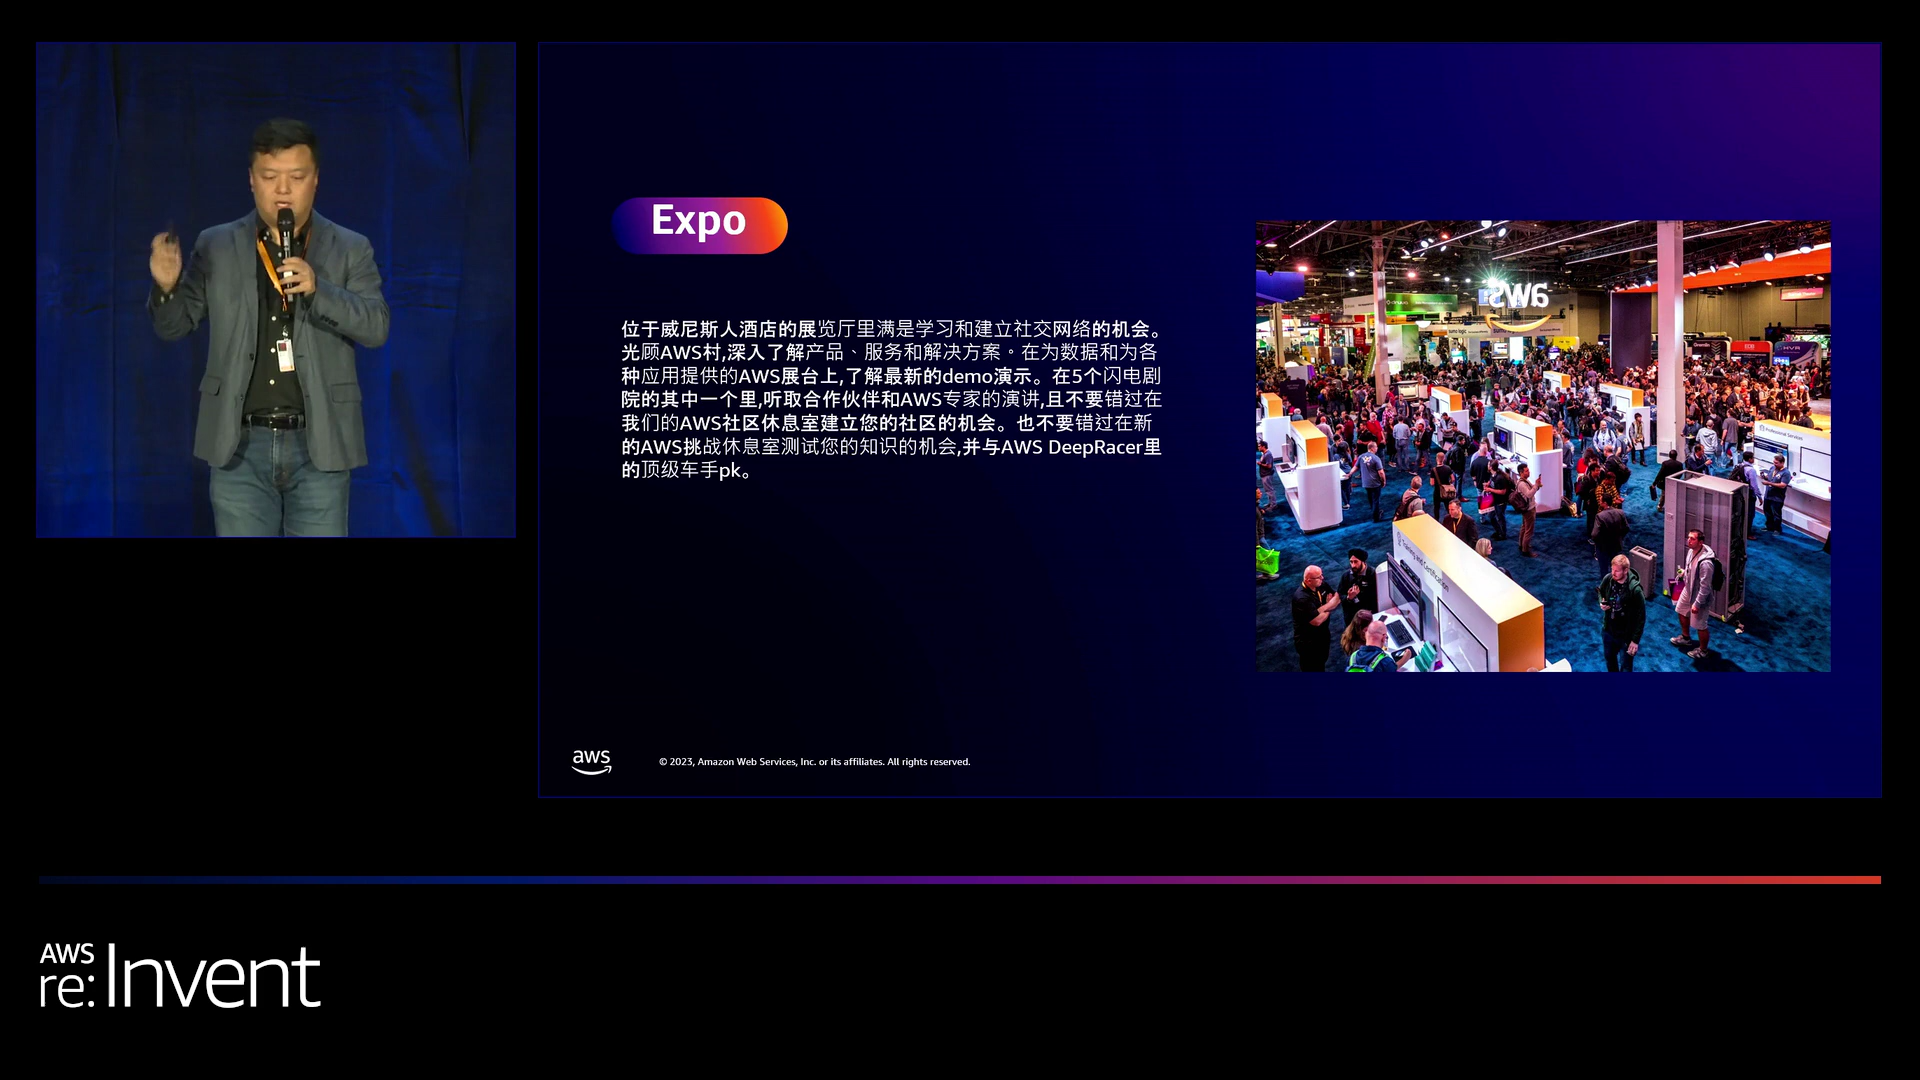 Expo
位于威尼斯人酒店的展览厅里满是学习和建立社交网络的机会。
光顾AWS村,深入了解产品、服务和解决方案。在为数据和为各
种应用提供的AWS展台上,了解最新的demo演示。在5个闪电剧
院的其中一个里,听取合作伙伴和AWS专家的演讲,且不要错过在
我们的AWS社区休息室建立您的社区的机会。也不要错过在新
的AWS挑战休息室测试您的知识的机会,并与AWS DeepRacer里
的顶级车手pk。
aws
Training and Certification
Professional Services
aws
© 2023, Amazon Web Services, Inc. or its affiliates. All rights reserved.
AWS
re:Invent